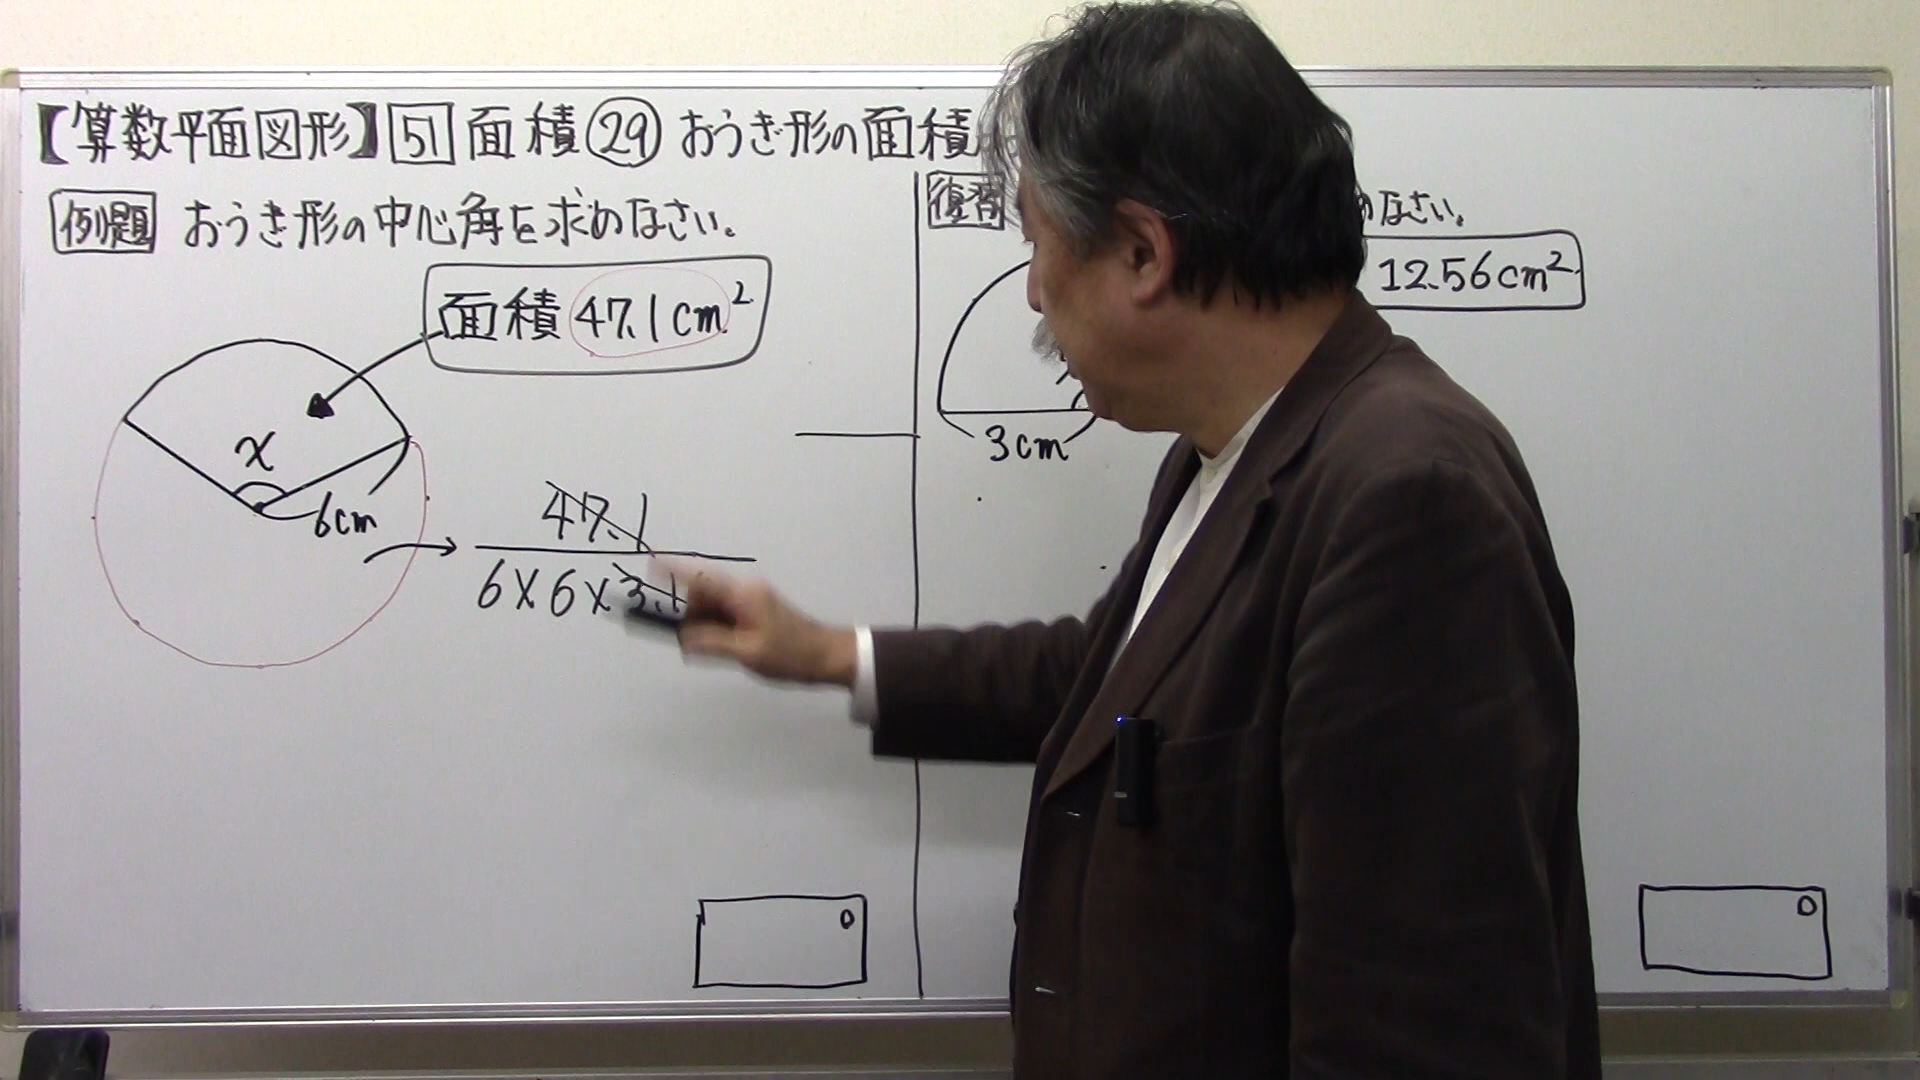 【算数平面図形】 51 面積 29 おうぎ形の面積
例題 おうぎ形の中心角を求めなさい。
面積 47.1cm²
x
6cm
47.1
6×6×3.1
復習
めなさい。
12.56cm²
3cm